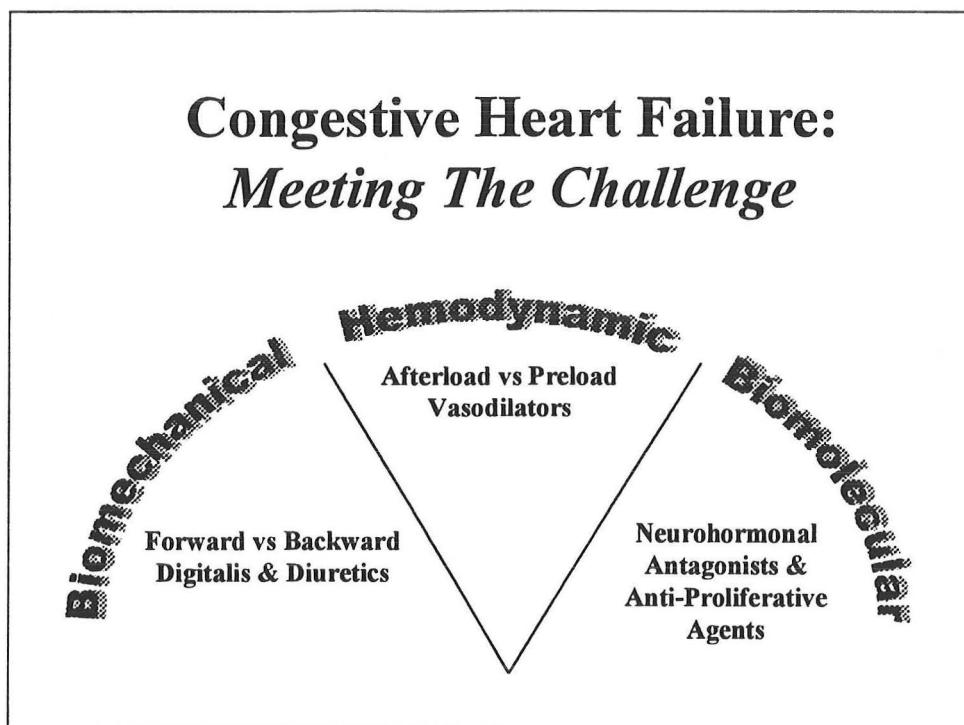 Congestive Heart Failure:
Meeting The Challenge
Biomechanical
Forward vs Backward
Digitalis & Diuretics
Hemodynamic
Afterload vs Preload
Vasodilators
Biomolecular
Neurohormonal
Antagonists &
Anti-Proliferative
Agents